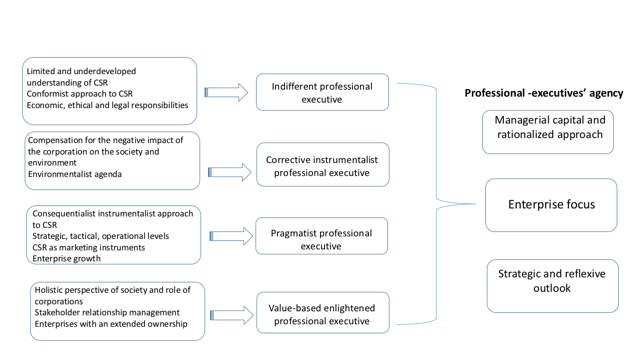 Limited and underdeveloped
understanding of CSR
Conformist approach to CSR
Economic, ethical and legal responsibilities
Indifferent professional
executive
Compensation for the negative impact of
the corporation on the society and
environment
Environmentalist agenda
Corrective instrumentalist
professional executive
Consequentialist instrumentalist approach
to CSR
Strategic, tactical, operational levels
CSR as marketing instruments
Enterprise growth
Pragmatist professional
executive
Holistic perspective of society and role of
corporations
Stakeholder relationship management
Enterprises with an extended ownership
Value-based enlightened
professional executive
Professional -executives' agency
Managerial capital and
rationalized approach
Enterprise focus
Strategic and reflexive
outlook